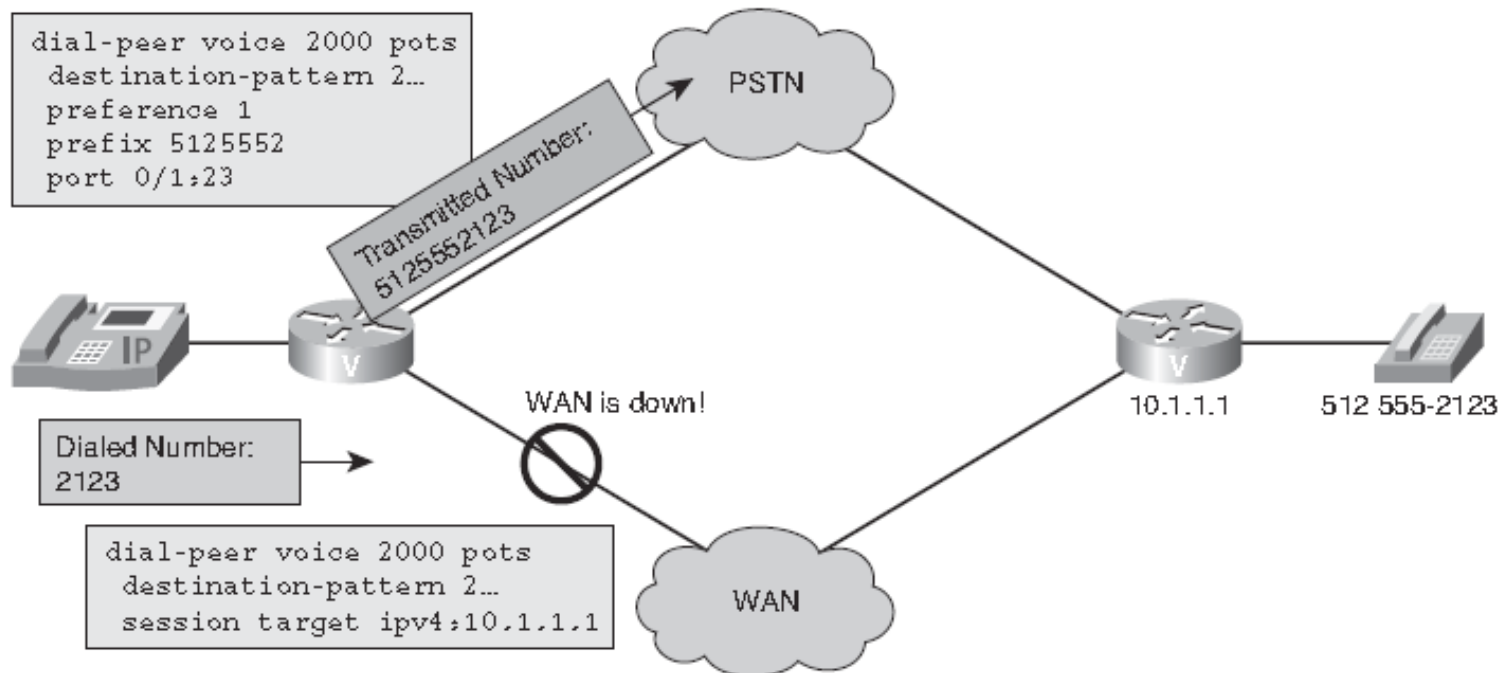 dial-peer voice 2000 pots
destination-pattern 2...
preference 1
prefix 5125552
port 0/1:23
PSTN
Transmitted Number:
5125552123
IP
V
V
10.1.1.1
512 555-2123
WAN is down!
Dialed Number:
2123
dial-peer voice 2000 pots
destination-pattern 2...
session target ipv4:10.1.1.1
WAN